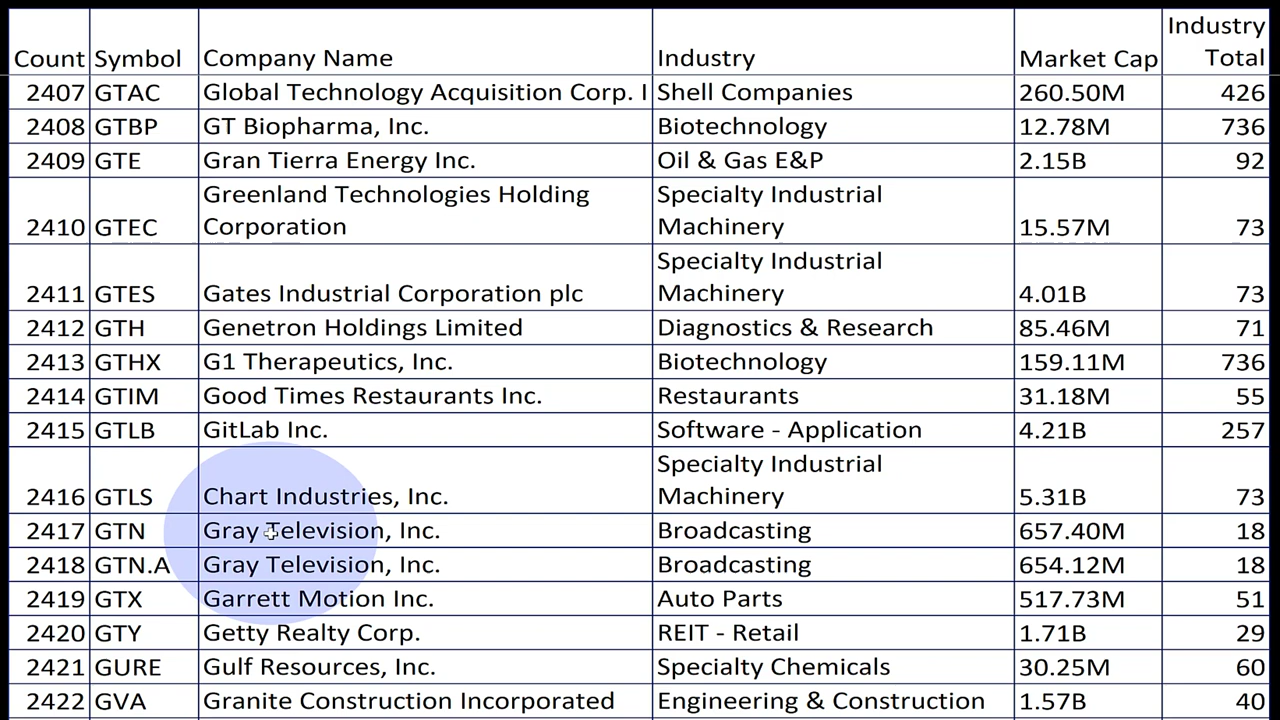 Count Symbol Company Name Industry Market Cap Industry Total
2407 GTAC Global Technology Acquisition Corp. I Shell Companies 260.50M 426
2408 GTBP GT Biopharma, Inc. Biotechnology 12.78M 736
2409 GTE Gran Tierra Energy Inc. Oil & Gas E&P 2.15B 92
2410 GTEC Greenland Technologies Holding Corporation Specialty Industrial Machinery 15.57M 73
2411 GTES Gates Industrial Corporation plc Specialty Industrial Machinery 4.01B 73
2412 GTH Genetron Holdings Limited Diagnostics & Research 85.46M 71
2413 GTHX G1 Therapeutics, Inc. Biotechnology 159.11M 736
2414 GTIM Good Times Restaurants Inc. Restaurants 31.18M 55
2415 GTLB GitLab Inc. Software - Application 4.21B 257
2416 GTLS Chart Industries, Inc. Specialty Industrial Machinery 5.31B 73
2417 GTN Gray Television, Inc. Broadcasting 657.40M 18
2418 GTN.A Gray Television, Inc. Broadcasting 654.12M 18
2419 GTX Garrett Motion Inc. Auto Parts 517.73M 51
2420 GTY Getty Realty Corp. REIT - Retail 1.71B 29
2421 GURE Gulf Resources, Inc. Specialty Chemicals 30.25M 60
2422 GVA Granite Construction Incorporated Engineering & Construction 1.57B 40